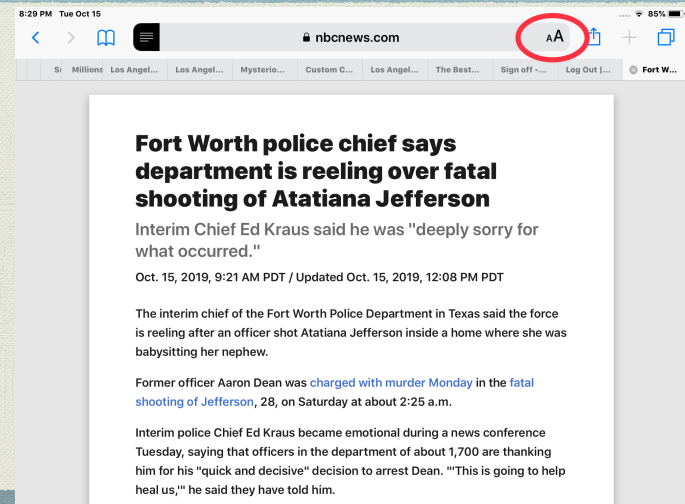 8:29 PM Tue Oct 15
85%
nbcnews.com
AA
Millions
Los Angel...
Los Angel...
Mysterio...
Custom C...
Los Angel...
The Best...
Sign off -...
Log Out |...
Fort W...
Fort Worth police chief says
department is reeling over fatal
shooting of Atatiana Jefferson
Interim Chief Ed Kraus said he was "deeply sorry for
what occurred."
Oct. 15, 2019, 9:21 AM PDT / Updated Oct. 15, 2019, 12:08 PM PDT
The interim chief of the Fort Worth Police Department in Texas said the force
is reeling after an officer shot Atatiana Jefferson inside a home where she was
babysitting her nephew.
Former officer Aaron Dean was charged with murder Monday in the fatal
shooting of Jefferson, 28, on Saturday at about 2:25 a.m.
Interim police Chief Ed Kraus became emotional during a news conference
Tuesday, saying that officers in the department of about 1,700 are thanking
him for his "quick and decisive" decision to arrest Dean. "'This is going to help
heal us,'" he said they have told him.